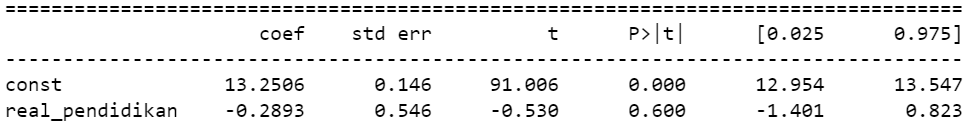 ==============================================================================
coef std err t P>|t| [0.025 0.975]
------------------------------------------------------------------------------
const 13.2506 0.146 91.006 0.000 12.954 13.547
real_pendidikan -0.2893 0.546 -0.530 0.600 -1.401 0.823